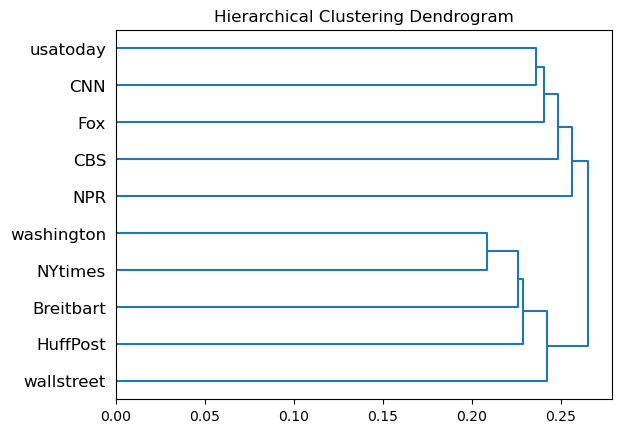 Hierarchical Clustering Dendrogram
usatoday
CNN
Fox
CBS
NPR
washington
NYtimes
Breitbart
HuffPost
wallstreet
0.00 0.05 0.10 0.15 0.20 0.25